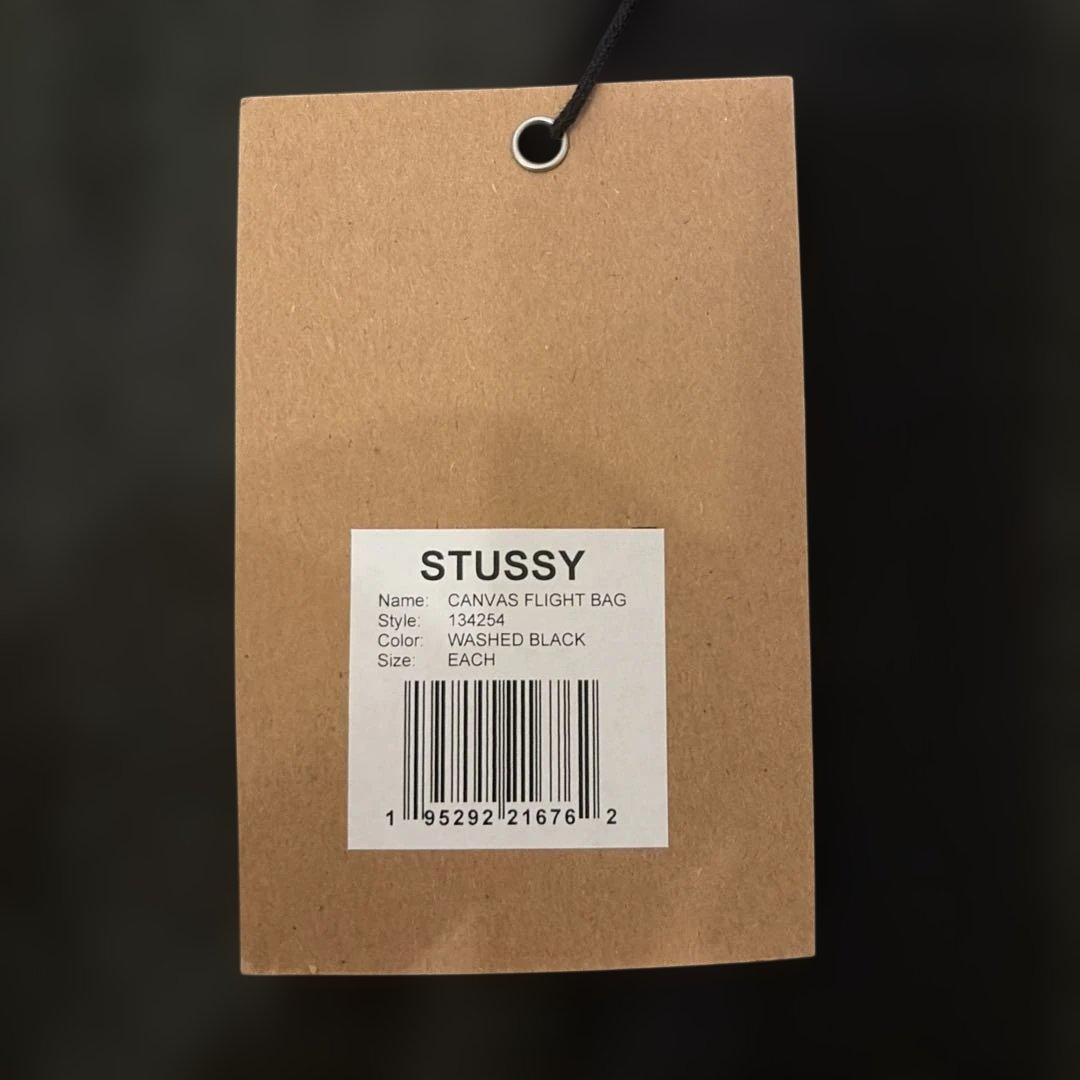 STUSSY
Name: CANVAS FLIGHT BAG
Style: 134254
Color: WASHED BLACK
Size: EACH
1 95292 21676 2